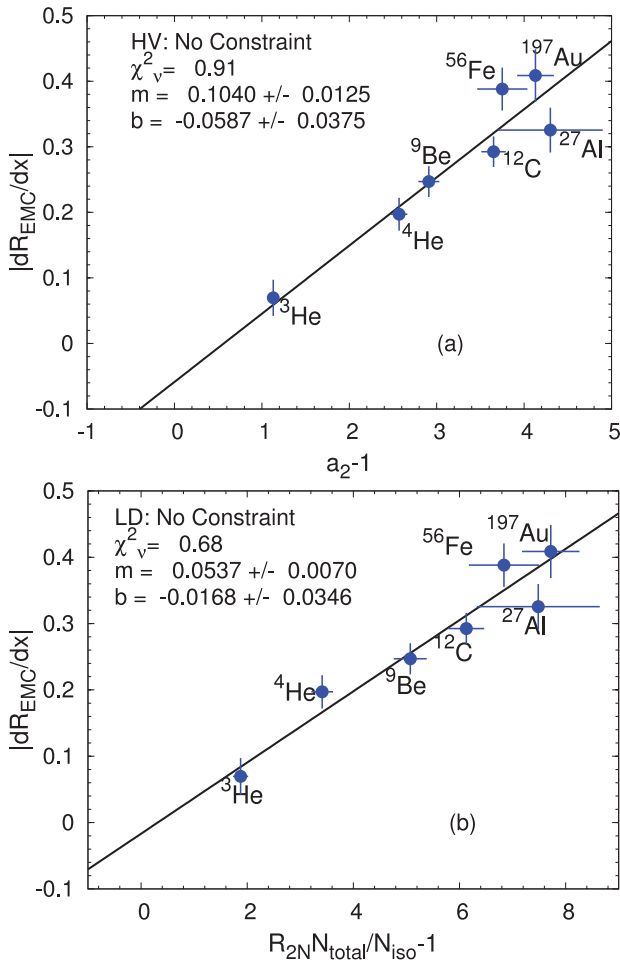 HV: No Constraint
χ²ᵥ= 0.91
m = 0.1040 +/- 0.0125
b = -0.0587 +/- 0.0375
¹⁹⁷Au
⁵⁶Fe
²⁷Al
¹²C
⁹Be
⁴He
³He
(a)
|dR_EMC/dx|
0.5
0.4
0.3
0.2
0.1
0
-0.1
-1 0 1 2 3 4 5
a₂-1
LD: No Constraint
χ²ᵥ= 0.68
m = 0.0537 +/- 0.0070
b = -0.0168 +/- 0.0346
¹⁹⁷Au
⁵⁶Fe
²⁷Al
¹²C
⁹Be
⁴He
³He
(b)
|dR_EMC/dx|
0.5
0.4
0.3
0.2
0.1
0
-0.1
0 2 4 6 8
R₂ₙN_total/N_iso-1